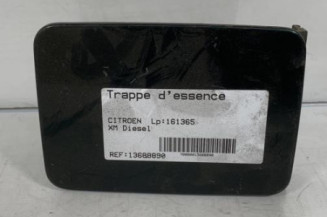 Trappe d'essence
CITROEN Lp:161365
XM Diesel
REF:13688890